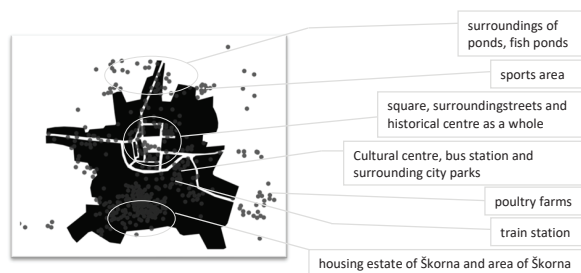 surroundings of
ponds, fish ponds
sports area
square, surroundingstreets and
historical centre as a whole
Cultural centre, bus station and
surrounding city parks
poultry farms
train station
housing estate of Škorna and area of Škorna